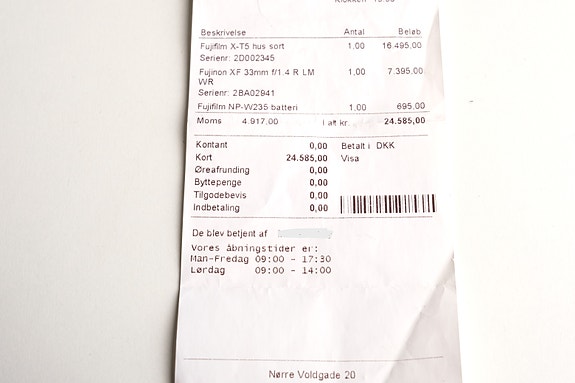 Beskrivelse Antal Beløb
Fujifilm X-T5 hus sort 1,00 16.495,00
Serienr: 2D002345
Fujinon XF 33mm f/1.4 R LM 1,00 7.395,00
WR
Serienr: 2BA02941
Fujifilm NP-W235 batteri 1,00 695,00
Moms 4.917,00 I alt kr. 24.585,00
Kontant 0,00 Betalt i DKK
Kort 24.585,00 Visa
Øreafrunding 0,00
Byttepenge 0,00
Tilgodebevis 0,00
Indbetaling 0,00
De blev betjent af
Vores åbningstider er:
Man-Fredag 09:00 - 17:30
Lørdag 09:00 - 14:00
Nørre Voldgade 20